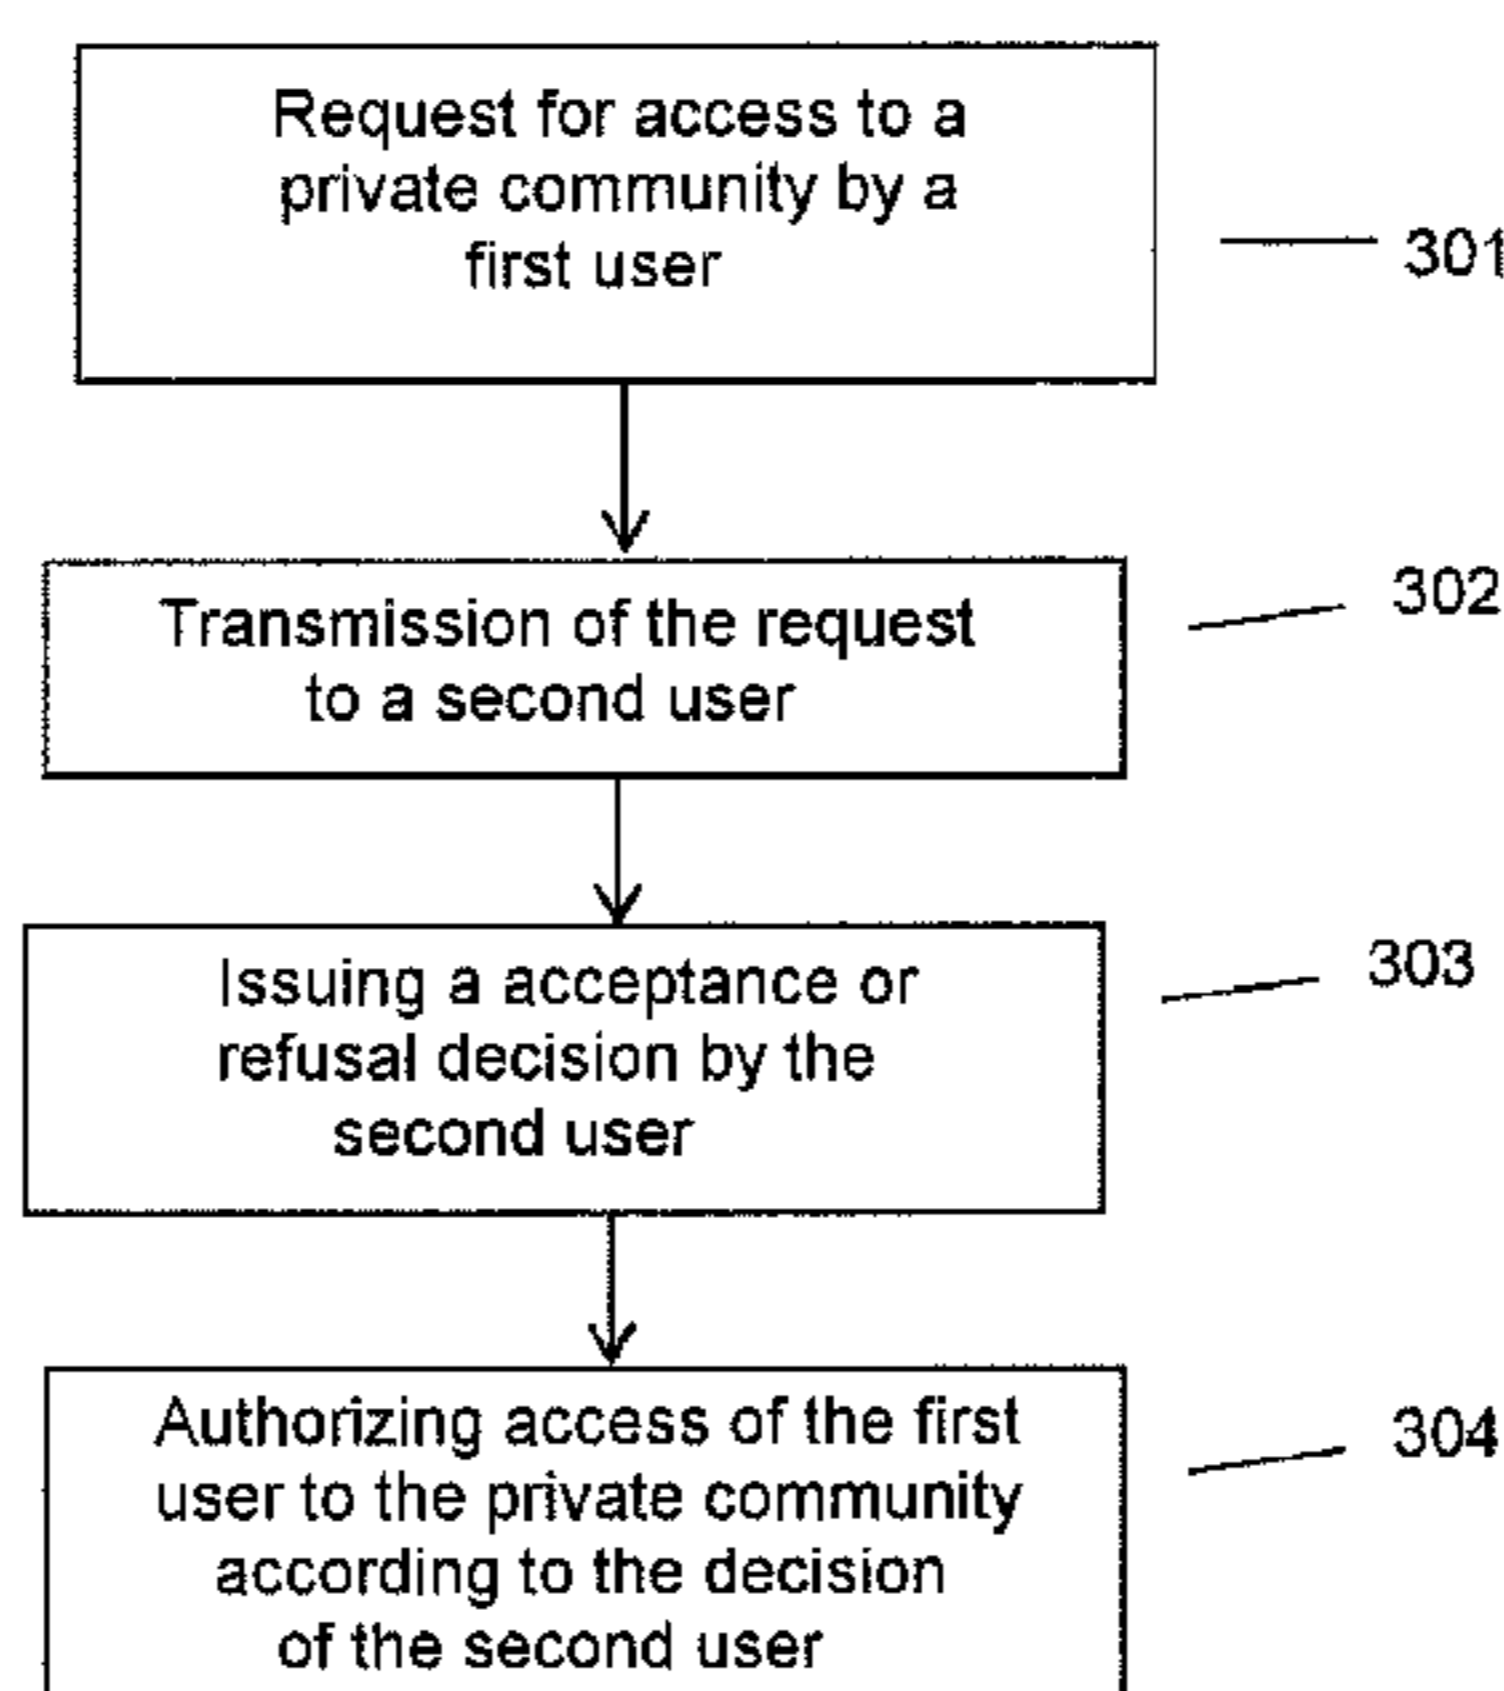 Request for access to a
private community by a
first user
301
Transmission of the request
to a second user
302
Issuing a acceptance or
refusal decision by the
second user
303
Authorizing access of the first
user to the private community
according to the decision
of the second user
304